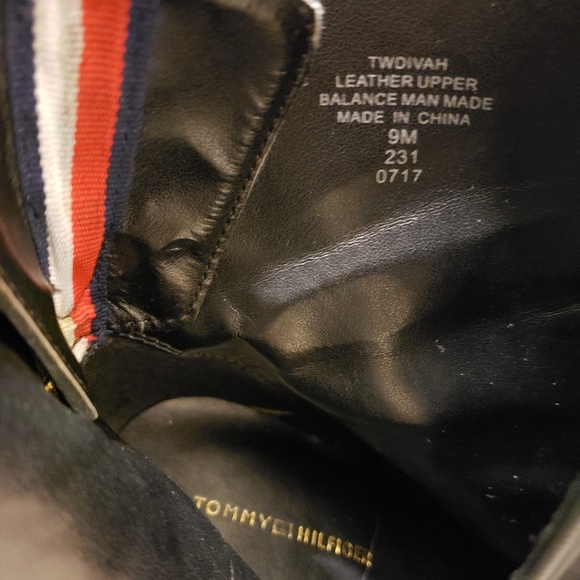 TWDIVAH
LEATHER UPPER
BALANCE MAN MADE
MADE IN CHINA
9M
231
0717
TOMMY HILFIGER